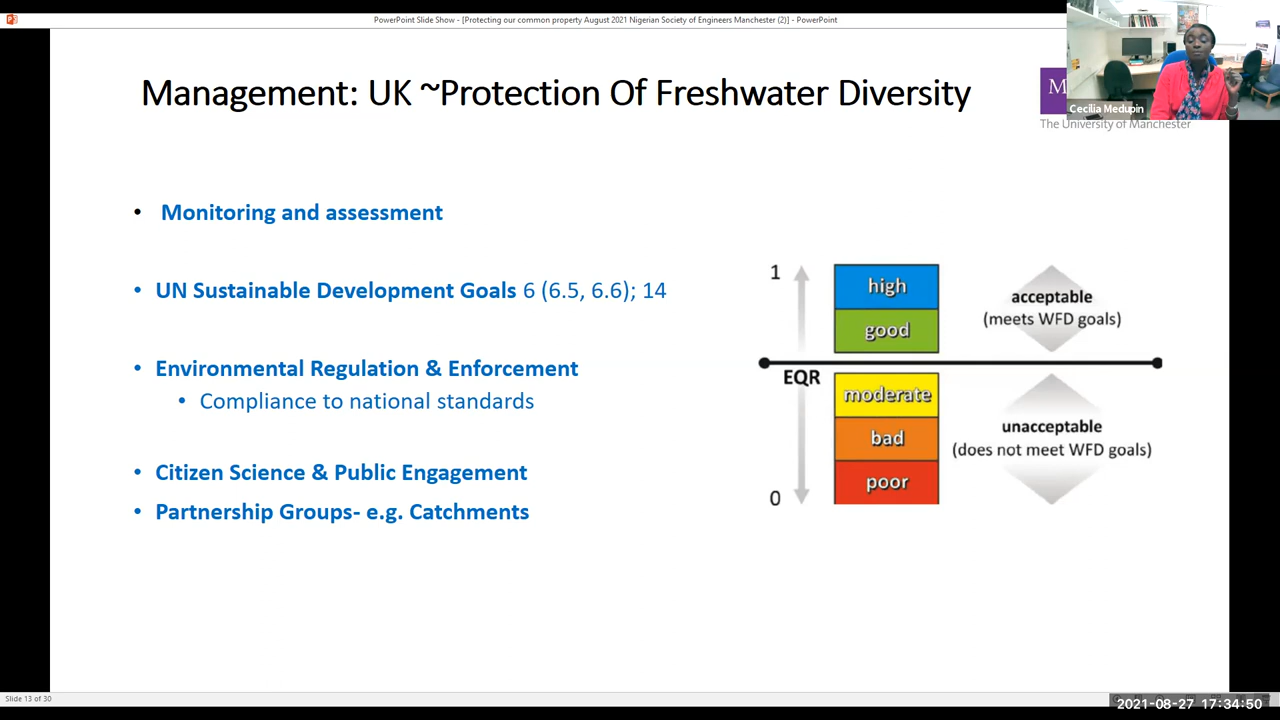 PowerPoint Slide Show - [Protecting our common property August 2021 Nigerian Society of Engineers Manchester (2)] - PowerPoint
Management: UK ~Protection Of Freshwater Diversity
M
Cecilia Medupin
The University of Manchester
• Monitoring and assessment
• UN Sustainable Development Goals 6 (6.5, 6.6); 14
• Environmental Regulation & Enforcement
• Compliance to national standards
• Citizen Science & Public Engagement
• Partnership Groups- e.g. Catchments
1
high
good
acceptable
(meets WFD goals)
EQR
moderate
bad
poor
unacceptable
(does not meet WFD goals)
0
Slide 13 of 30
2021-08-27 17:34:50